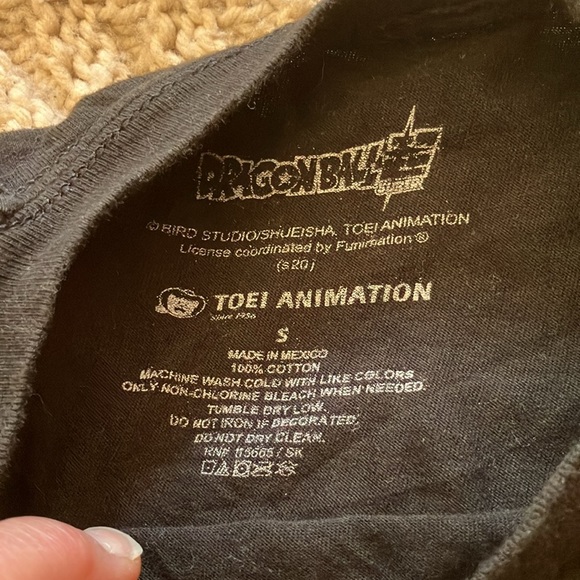 DRAGON BALL 超
SUPER
© BIRD STUDIO/SHUEISHA, TOEI ANIMATION
License coordinated by Funimation ®
(s20)
TOEI ANIMATION
Since 1956
S
MADE IN MEXICO
100% COTTON
MACHINE WASH COLD WITH LIKE COLORS
ONLY NON-CHLORINE BLEACH WHEN NEEDED.
TUMBLE DRY LOW.
DO NOT IRON IF DECORATED.
DO NOT DRY CLEAN.
RN# 15665 / SK